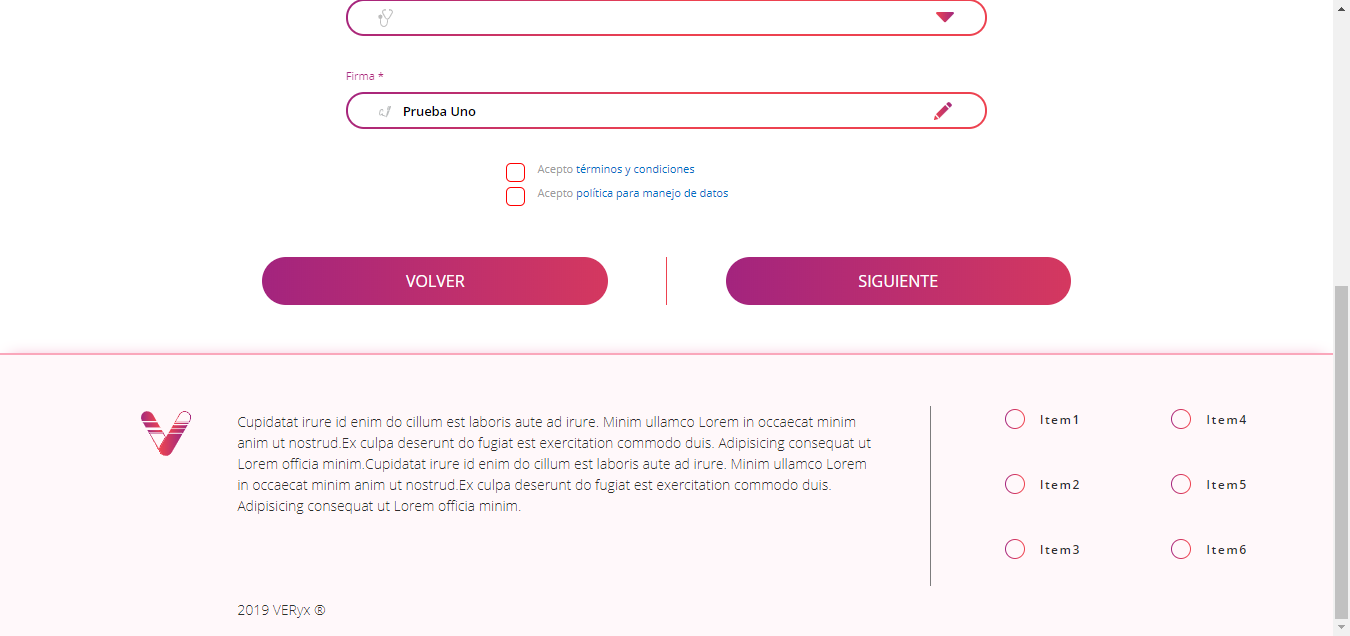 Firma *
Prueba Uno
Acepto términos y condiciones
Acepto política para manejo de datos
VOLVER
SIGUIENTE
Cupidatat irure id enim do cillum est laboris aute ad irure. Minim ullamco Lorem in occaecat minim
anim ut nostrud.Ex culpa deserunt do fugiat est exercitation commodo duis. Adipisicing consequat ut
Lorem officia minim.Cupidatat irure id enim do cillum est laboris aute ad irure. Minim ullamco Lorem
in occaecat minim anim ut nostrud.Ex culpa deserunt do fugiat est exercitation commodo duis.
Adipisicing consequat ut Lorem officia minim.
2019 VERyx ®
Item1
Item4
Item2
Item5
Item3
Item6